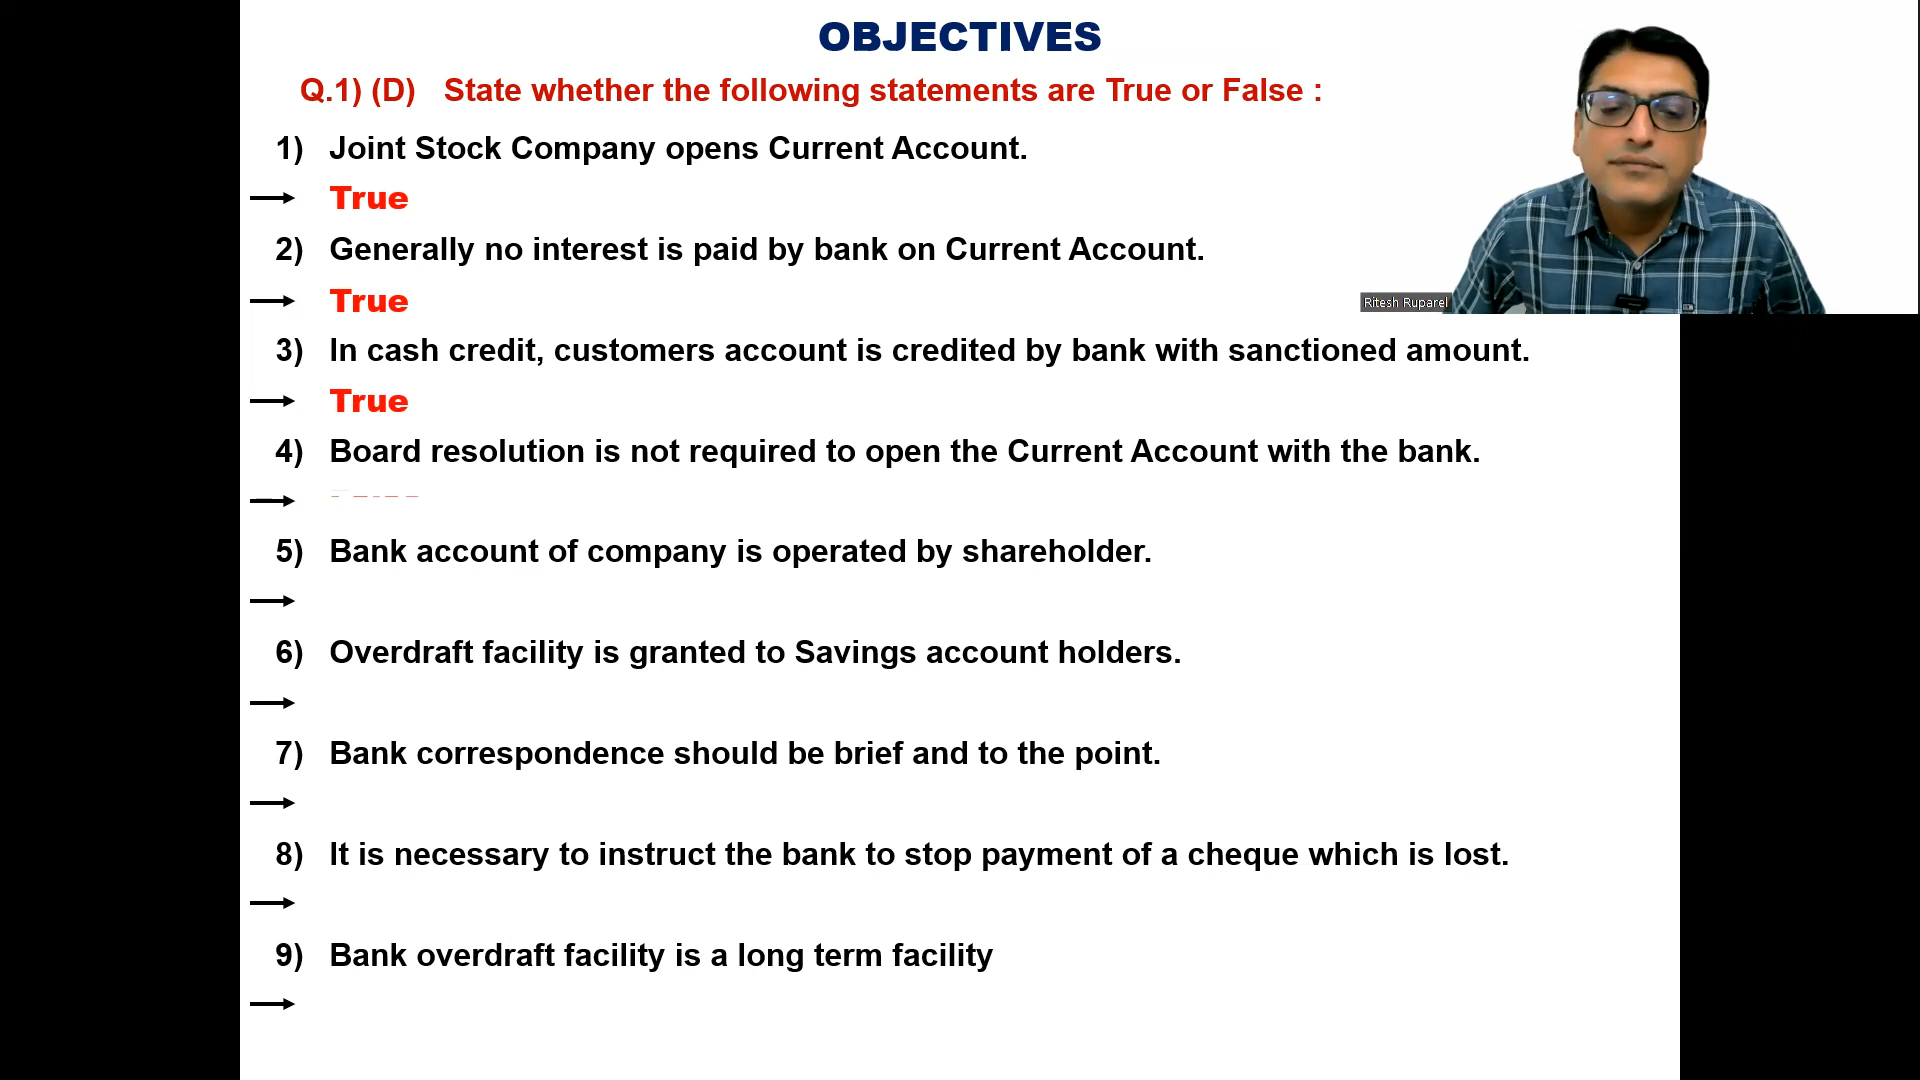 OBJECTIVES
Q.1) (D) State whether the following statements are True or False :
1) Joint Stock Company opens Current Account.
True
2) Generally no interest is paid by bank on Current Account.
True
Ritesh Ruparel
3) In cash credit, customers account is credited by bank with sanctioned amount.
True
4) Board resolution is not required to open the Current Account with the bank.
5) Bank account of company is operated by shareholder.
6) Overdraft facility is granted to Savings account holders.
7) Bank correspondence should be brief and to the point.
8) It is necessary to instruct the bank to stop payment of a cheque which is lost.
9) Bank overdraft facility is a long term facility